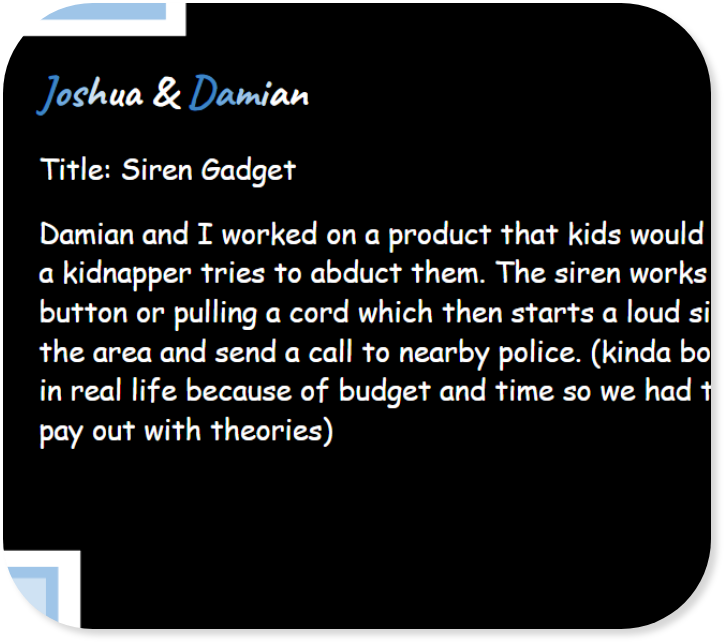 Joshua & Damian
Title: Siren Gadget
Damian and I worked on a product that kids would
a kidnapper tries to abduct them. The siren works
button or pulling a cord which then starts a loud
the area and send a call to nearby police. (kinda
in real life because of budget and time so we had
pay out with theories)